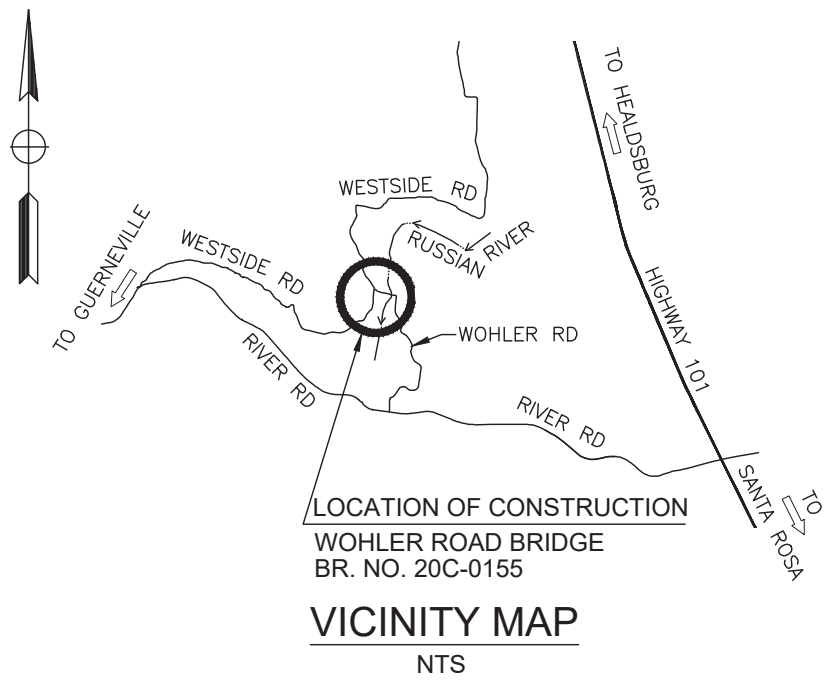 TO HEALDSBURG
WESTSIDE RD
RUSSIAN RIVER
TO GUERNEVILLE
WESTSIDE RD
HIGHWAY 101
WOHLER RD
RIVER RD
RIVER RD
TO
SANTA ROSA
LOCATION OF CONSTRUCTION
WOHLER ROAD BRIDGE
BR. NO. 20C-0155
VICINITY MAP
NTS